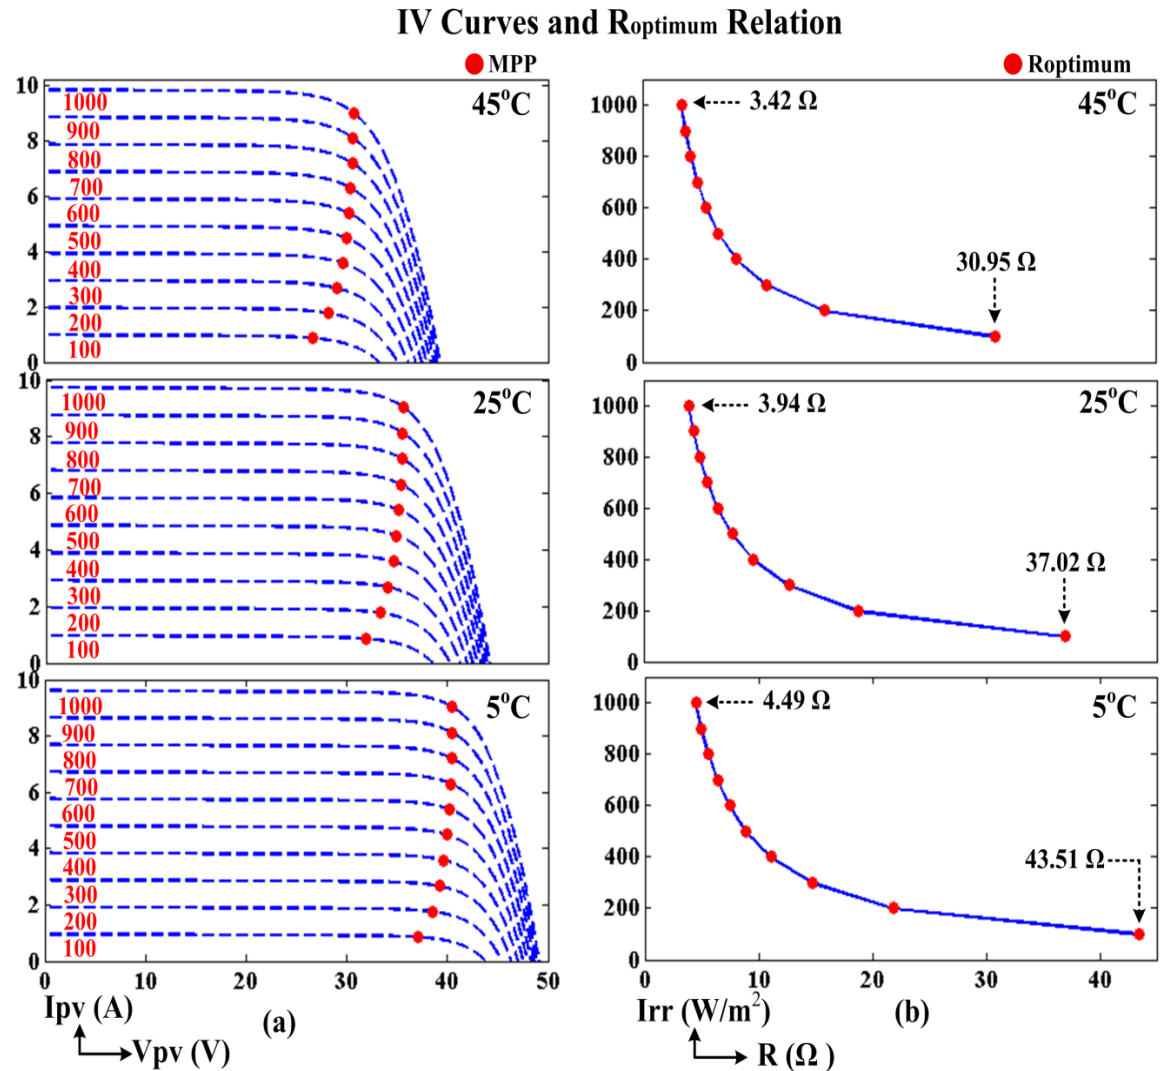 IV Curves and Roptimum Relation
MPP
Roptimum
45°C
10
8
6
4
2
0
1000
900
800
700
600
500
400
300
200
100
45°C
3.42 Ω
30.95 Ω
1000
800
600
400
200
0
25°C
10
8
6
4
2
0
1000
900
800
700
600
500
400
300
200
100
25°C
3.94 Ω
37.02 Ω
1000
800
600
400
200
0
5°C
10
8
6
4
2
0
1000
900
800
700
600
500
400
300
200
100
0 10 20 30 40 50
5°C
4.49 Ω
43.51 Ω
1000
800
600
400
200
0
0 10 20 30 40
Ipv (A)
Vpv (V)
(a)
Irr (W/m²)
R (Ω )
(b)